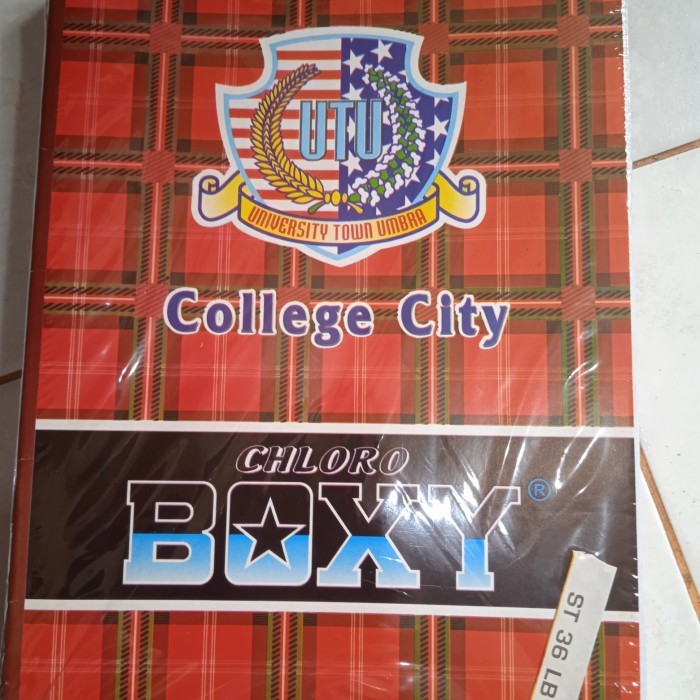 UTU
UNIVERSITY TOWN UMBRA
College City
CHLORO
BOXY®
ST 36 LB